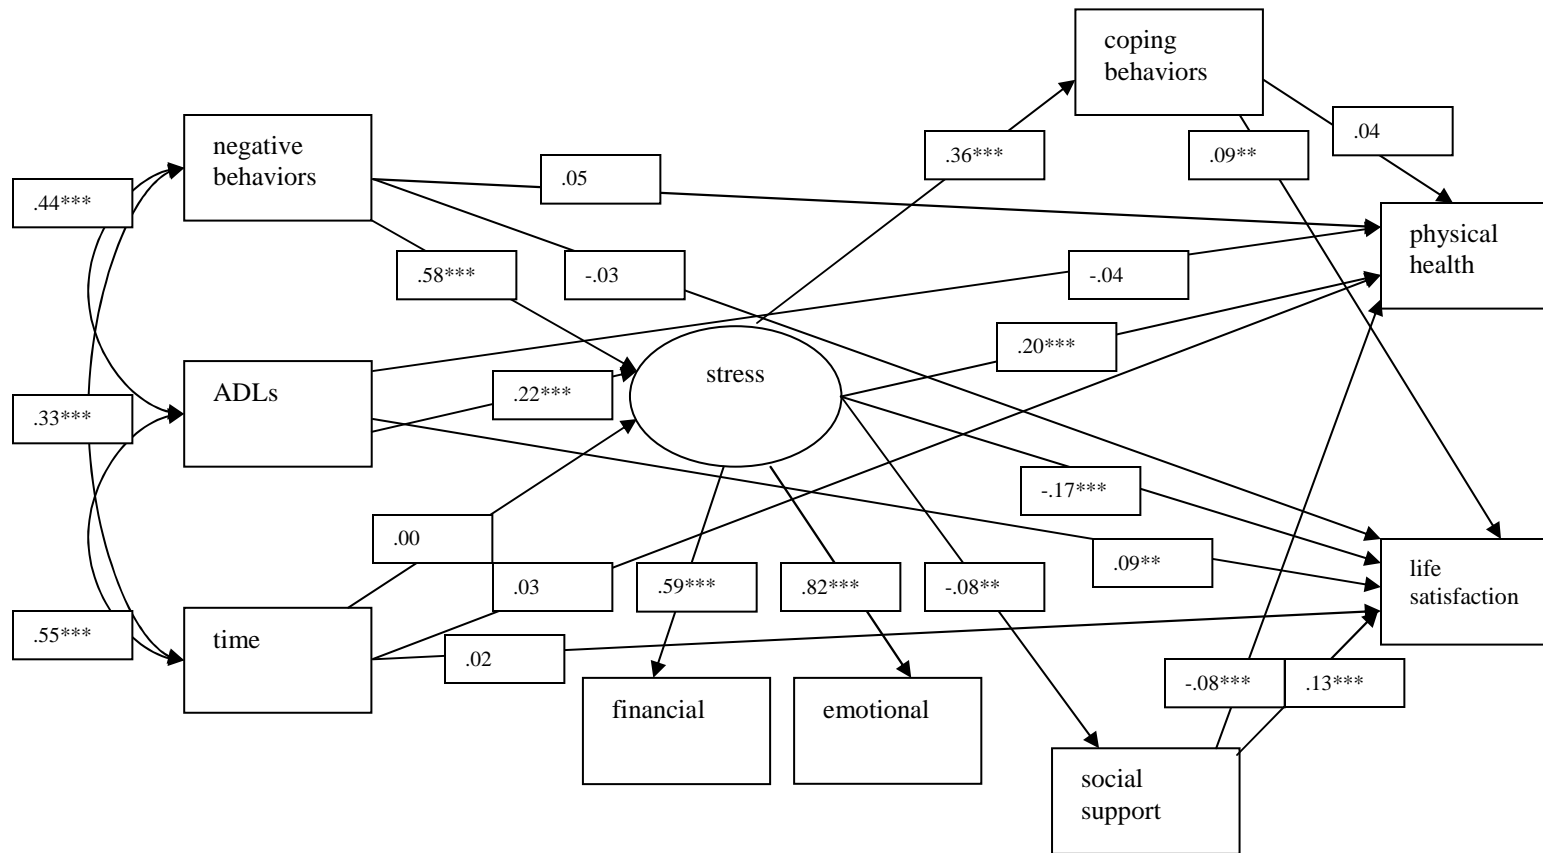 coping
behaviors
.36***
.09**
.04
negative
behaviors
.44***
.05
physical
health
.58***
-.03
-.04
.20***
stress
ADLs
.22***
.33***
-.17***
.00
.09**
life
satisfaction
.03
.59***
.82***
-.08**
.55***
time
.02
-.08***
.13***
financial
emotional
social
support